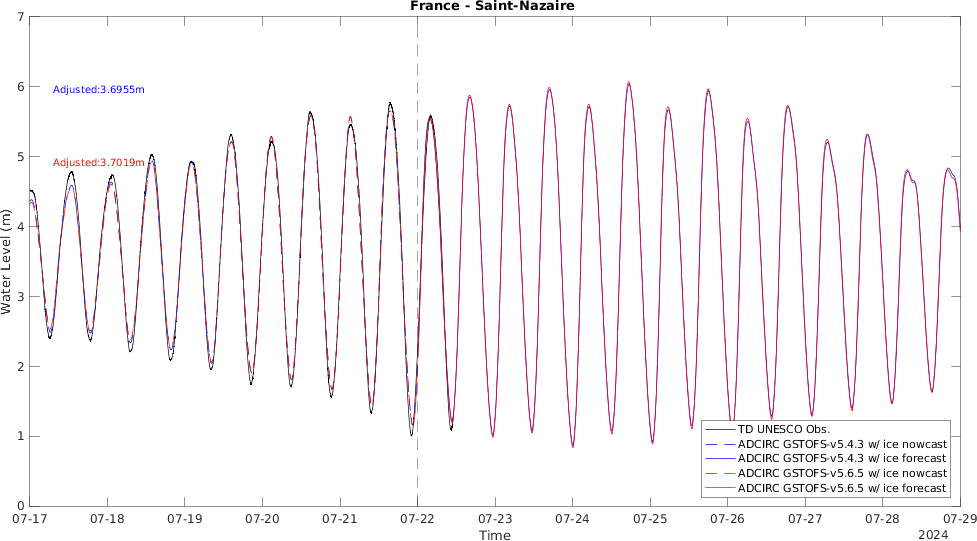 France - Saint-Nazaire
7
6
5
4
3
2
1
0
Water Level (m)
Adjusted:3.6955m
Adjusted:3.7019m
TD UNESCO Obs.
ADCIRC GSTOFS-v5.4.3 w/ ice nowcast
ADCIRC GSTOFS-v5.4.3 w/ ice forecast
ADCIRC GSTOFS-v5.6.5 w/ ice nowcast
ADCIRC GSTOFS-v5.6.5 w/ ice forecast
07-17 07-18 07-19 07-20 07-21 07-22 07-23 07-24 07-25 07-26 07-27 07-28 07-29
Time
2024